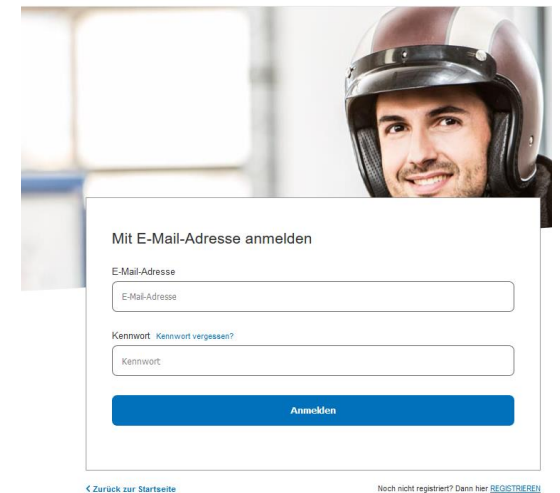 Mit E-Mail-Adresse anmelden
E-Mail-Adresse
E-Mail-Adresse
Kennwort Kennwort vergessen?
Kennwort
Anmelden
Zurück zur Startseite Noch nicht registriert? Dann hier REGISTRIEREN